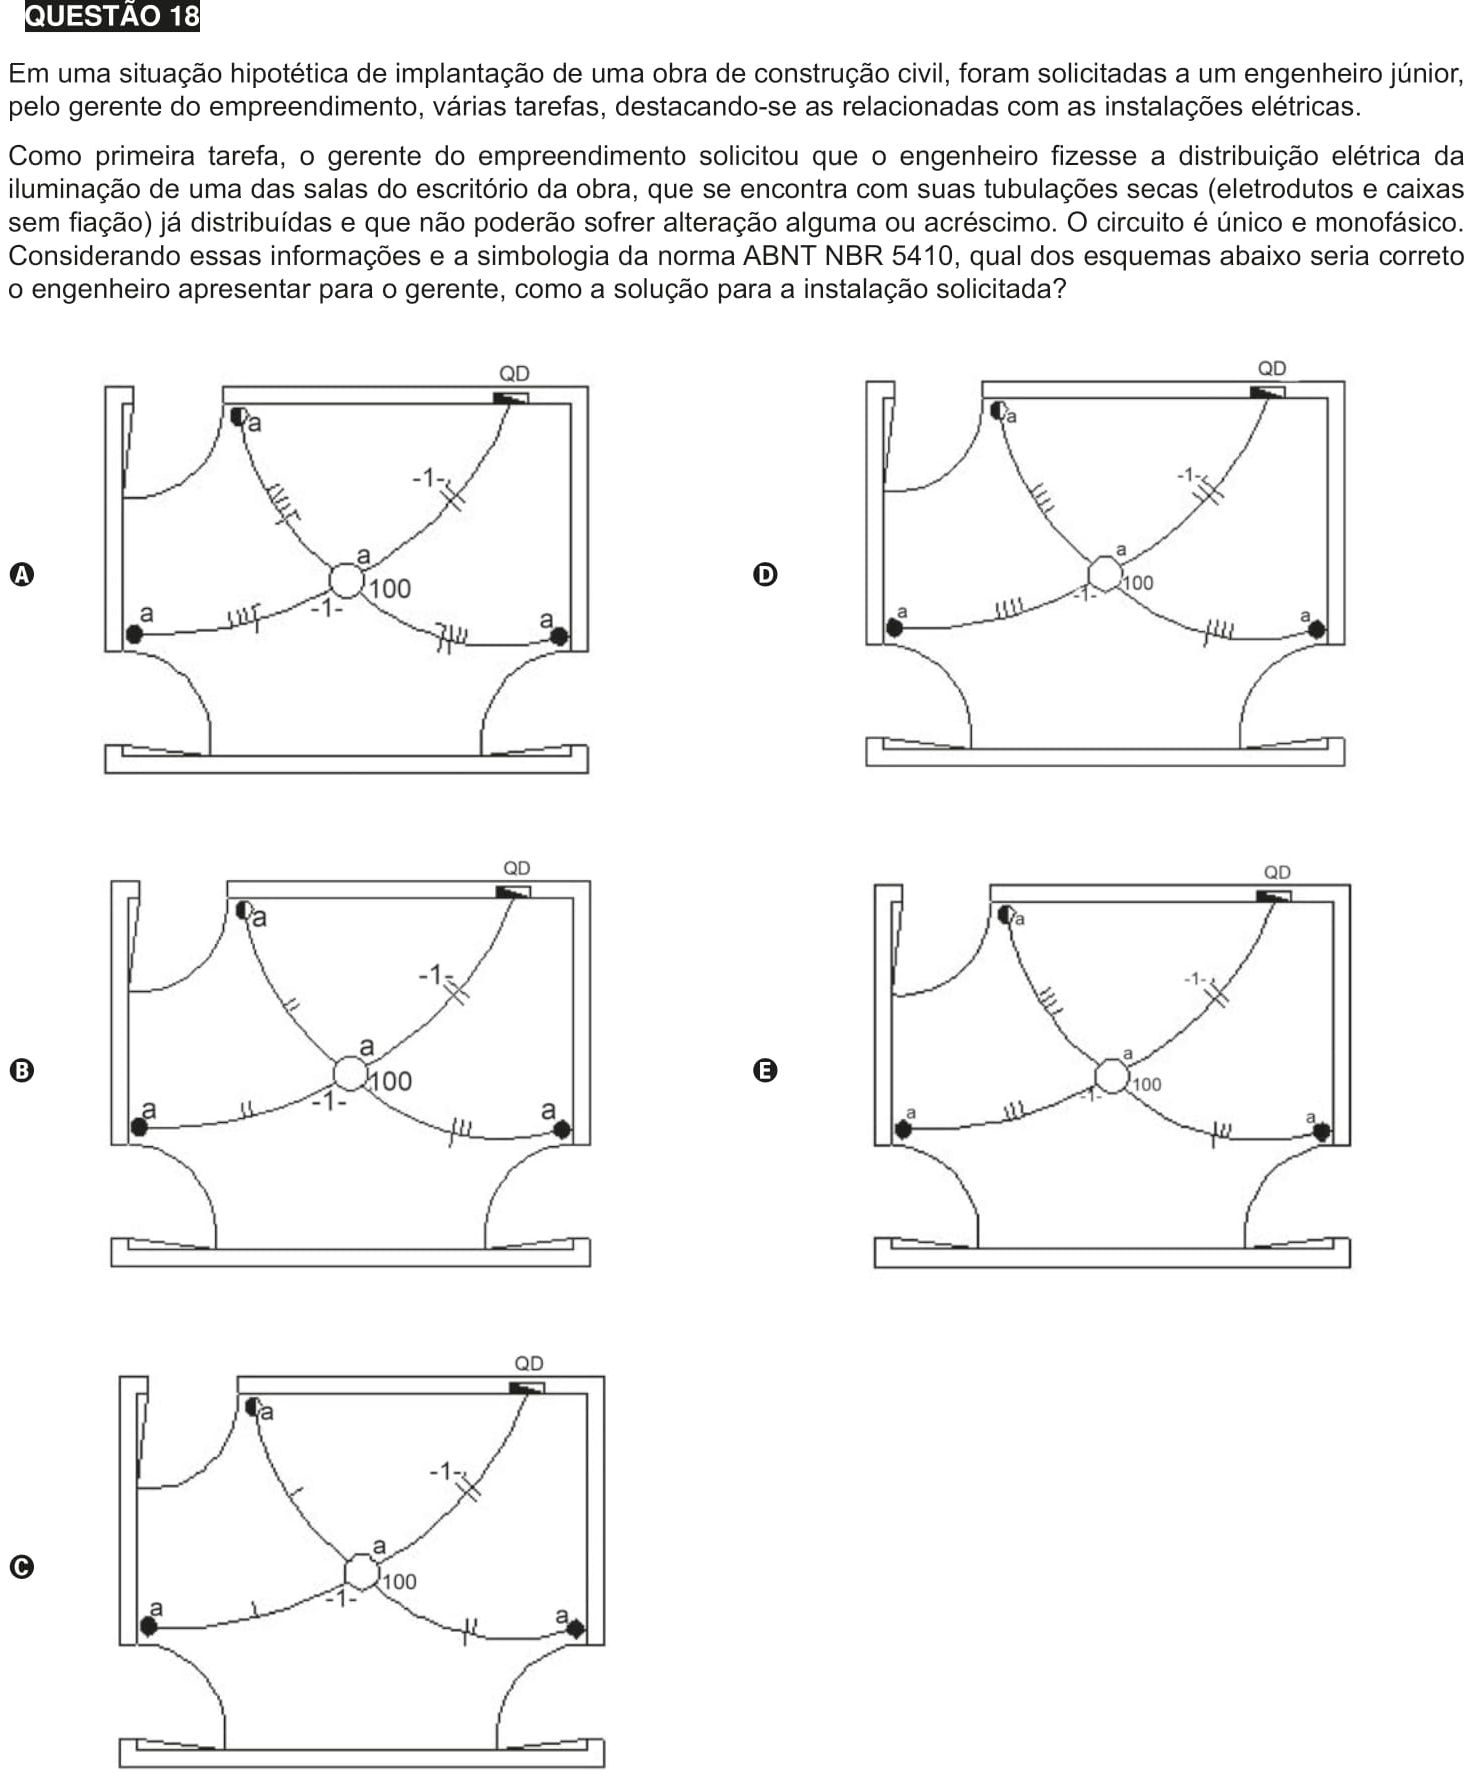 QUESTÃO 18
Em uma situação hipotética de implantação de uma obra de construção civil, foram solicitadas a um engenheiro júnior,
pelo gerente do empreendimento, várias tarefas, destacando-se as relacionadas com as instalações elétricas.
Como primeira tarefa, o gerente do empreendimento solicitou que o engenheiro fizesse a distribuição elétrica da
iluminação de uma das salas do escritório da obra, que se encontra com suas tubulações secas (eletrodutos e caixas
sem fiação) já distribuídas e que não poderão sofrer alteração alguma ou acréscimo. O circuito é único e monofásico.
Considerando essas informações e a simbologia da norma ABNT NBR 5410, qual dos esquemas abaixo seria correto
o engenheiro apresentar para o gerente, como a solução para a instalação solicitada?
A
QD
a
-1-
a
100
-1-
a
a
D
QD
a
-1-
a
100
-1-
a
a
B
QD
a
-1-
a
100
-1-
a
a
E
QD
a
-1-
a
100
-1-
a
a
C
QD
a
-1-
a
100
-1-
a
a